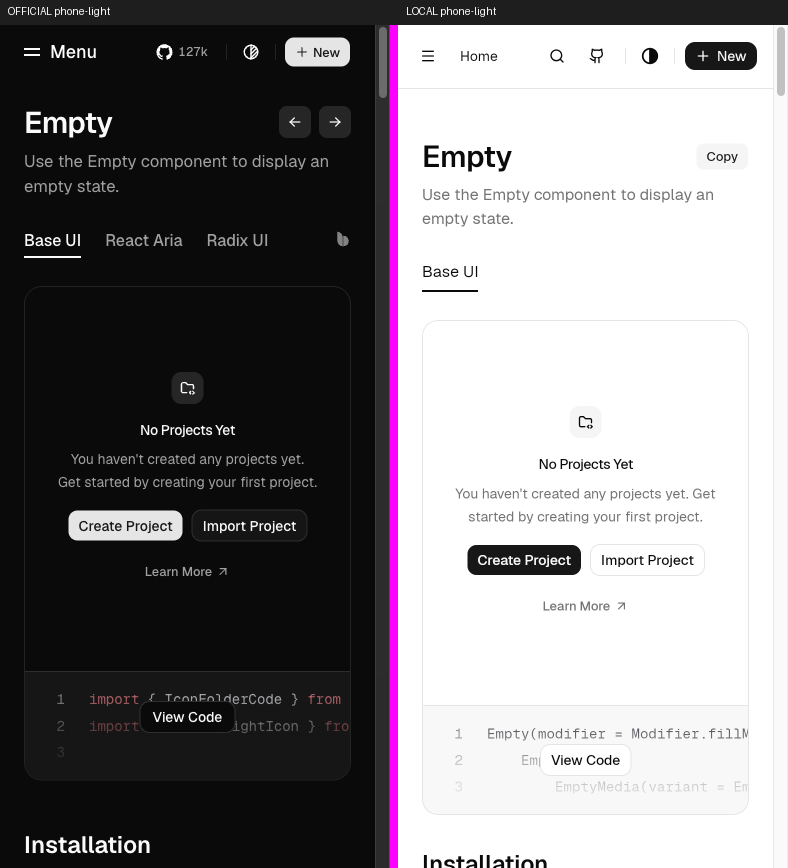 OFFICIAL phone-light
Menu
127k
New
Empty
Use the Empty component to display an
empty state.
Base UI
React Aria
Radix UI
No Projects Yet
You haven't created any projects yet.
Get started by creating your first project.
Create Project
Import Project
Learn More
1 import { IconFolderCode } from
2 import
3
View Code
Installation
LOCAL phone-light
Home
New
Empty
Copy
Use the Empty component to display an
empty state.
Base UI
No Projects Yet
You haven't created any projects yet. Get
started by creating your first project.
Create Project
Import Project
Learn More
1 Empty(modifier = Modifier.fillM
2
3 EmptyMedia(variant = Em
View Code
Installation